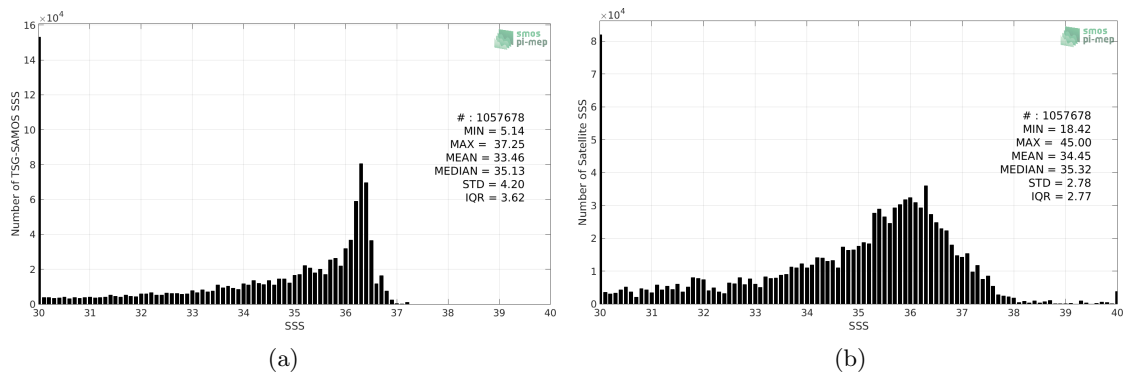 ×10⁴
16
14
12
10
8
6
4
2
0
Number of TSG-SAMOS SSS
smos
pi-mep
# : 1057678
MIN = 5.14
MAX = 37.25
MEAN = 33.46
MEDIAN = 35.13
STD = 4.20
IQR = 3.62
30 31 32 33 34 35 36 37 38 39 40
SSS
(a)
×10⁴
8
7
6
5
4
3
2
1
0
Number of Satellite SSS
smos
pi-mep
# : 1057678
MIN = 18.42
MAX = 45.00
MEAN = 34.45
MEDIAN = 35.32
STD = 2.78
IQR = 2.77
30 31 32 33 34 35 36 37 38 39 40
SSS
(b)